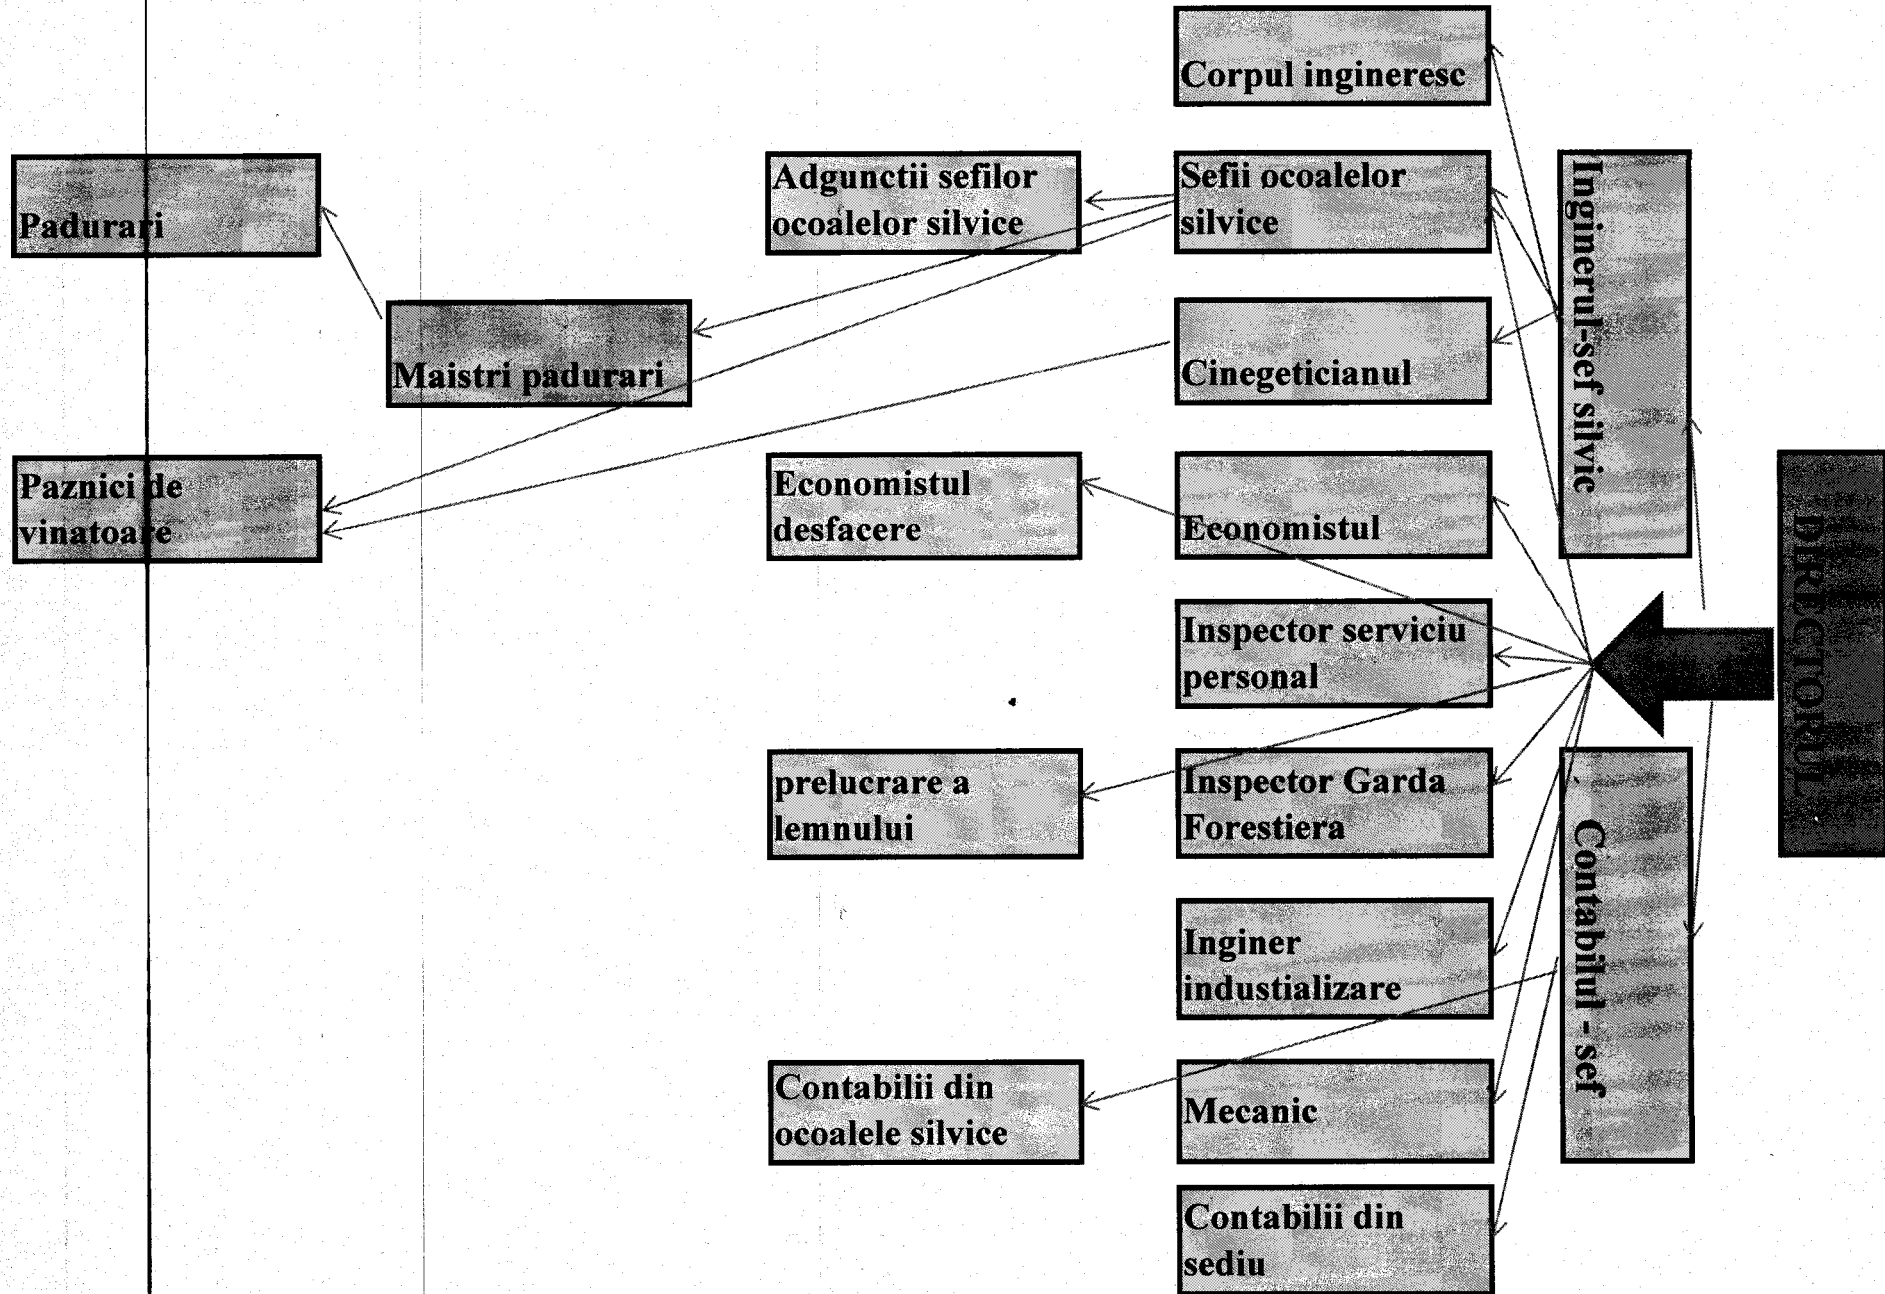 Corpul ingineresc
Padurari
Adgunctii sefilor
ocoalelor silvice
Sefii ocoalelor
silvice
Inginerul-sef silvic
Maistri padurari
Cinegeticianul
Paznici de
vinatoare
Economistul
desfacere
Economistul
DIRECTORUL
Inspector serviciu
personal
prelucrare a
lemnului
Inspector Garda
Forestiera
Contabilul - sef
Inginer
industializare
Contabilii din
ocoalele silvice
Mecanic
Contabilii din
sediu